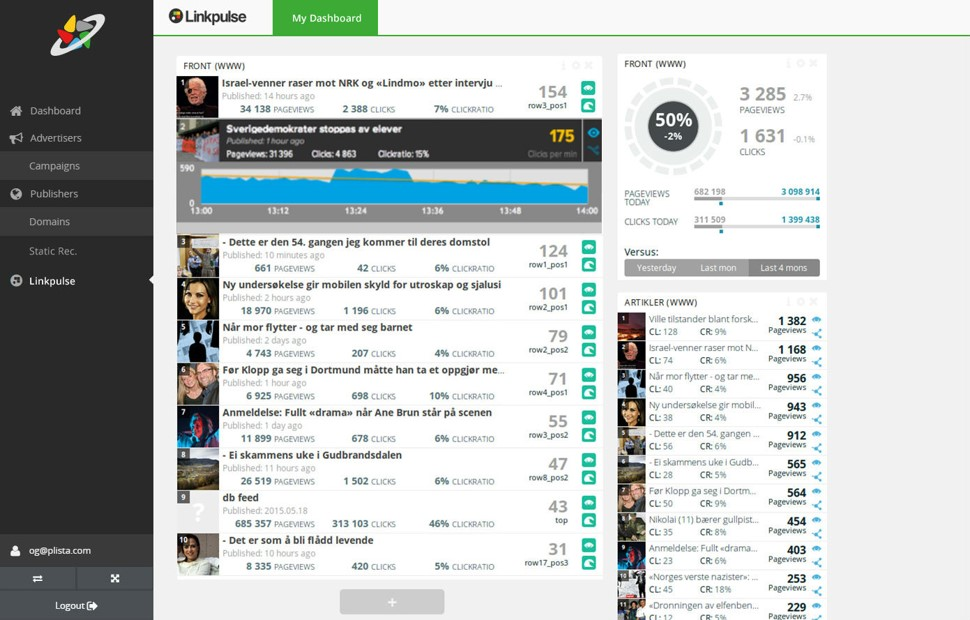 Linkpulse
My Dashboard
Dashboard
Advertisers
Campaigns
Publishers
Domains
Static Rec.
Linkpulse
og@plista.com
Logout
FRONT (WWW)
1
Israel-venner raser mot NRK og «Lindmo» etter intervju ...
Published: 14 hours ago
34 138 PAGEVIEWS 2 388 CLICKS 7% CLICKRATIO
154
row3_pos1
2
Sverigedemokrater stoppas av elever
Published: 1 hour ago
Pageviews: 31 396 Clicks: 4 863 Clickratio: 15%
175
Clicks per min
590
0
13:00 13:12 13:24 13:36 13:48 14:00
3
- Dette er den 54. gangen jeg kommer til deres domstol
Published: 10 minutes ago
661 PAGEVIEWS 42 CLICKS 6% CLICKRATIO
124
row1_pos1
4
Ny undersøkelse gir mobilen skyld for utroskap og sjalusi
Published: 2 hours ago
18 970 PAGEVIEWS 1 196 CLICKS 6% CLICKRATIO
101
row2_pos1
5
Når mor flytter - og tar med seg barnet
Published: 2 days ago
4 743 PAGEVIEWS 207 CLICKS 4% CLICKRATIO
79
row2_pos2
6
Før Klopp ga seg i Dortmund måtte han ta et oppgjør me...
Published: 1 hour ago
6 925 PAGEVIEWS 698 CLICKS 10% CLICKRATIO
71
row4_pos1
7
Anmeldelse: Fullt «drama» når Ane Brun står på scenen
Published: 1 day ago
11 899 PAGEVIEWS 678 CLICKS 6% CLICKRATIO
55
row3_pos2
8
- Ei skammens uke i Gudbrandsdalen
Published: 11 hours ago
26 519 PAGEVIEWS 1 502 CLICKS 6% CLICKRATIO
47
row8_pos2
9
?
db feed
Published: 2015.05.18
685 357 PAGEVIEWS 313 103 CLICKS 46% CLICKRATIO
43
top
10
- Det er som å bli flådd levende
Published: 10 hours ago
8 335 PAGEVIEWS 420 CLICKS 5% CLICKRATIO
31
row17_pos3
+
FRONT (WWW)
50%
-2%
3 285 2.7%
PAGEVIEWS
1 631 -0.1%
CLICKS
PAGEVIEWS TODAY
682 198 3 098 914
CLICKS TODAY
311 509 1 399 438
Versus:
Yesterday Last mon Last 4 mons
ARTIKLER (WWW)
1
Ville tilstander blant forsk...
CL: 128 CR: 9%
1 382
Pageviews
2
Israel-venner raser mot N...
CL: 74 CR: 6%
1 168
Pageviews
3
Når mor flytter - og tar me...
CL: 40 CR: 4%
956
Pageviews
4
Ny undersøkelse gir mobil...
CL: 38 CR: 4%
943
Pageviews
5
- Dette er den 54. gangen ...
CL: 56 CR: 6%
912
Pageviews
6
- Ei skammens uke i Gudb...
CL: 28 CR: 5%
565
Pageviews
7
Før Klopp ga seg i Dortm...
CL: 50 CR: 9%
564
Pageviews
8
Nikolai (11) bærer gullpist...
CL: 35 CR: 8%
454
Pageviews
9
Anmeldelse: Fullt «drama...
CL: 23 CR: 6%
403
Pageviews
10
«Norges verste nazister»: ...
CL: 45 CR: 18%
253
Pageviews
11
«Dronningen av elfenben...
CL: 12 CR: 5%
229
Pageviews